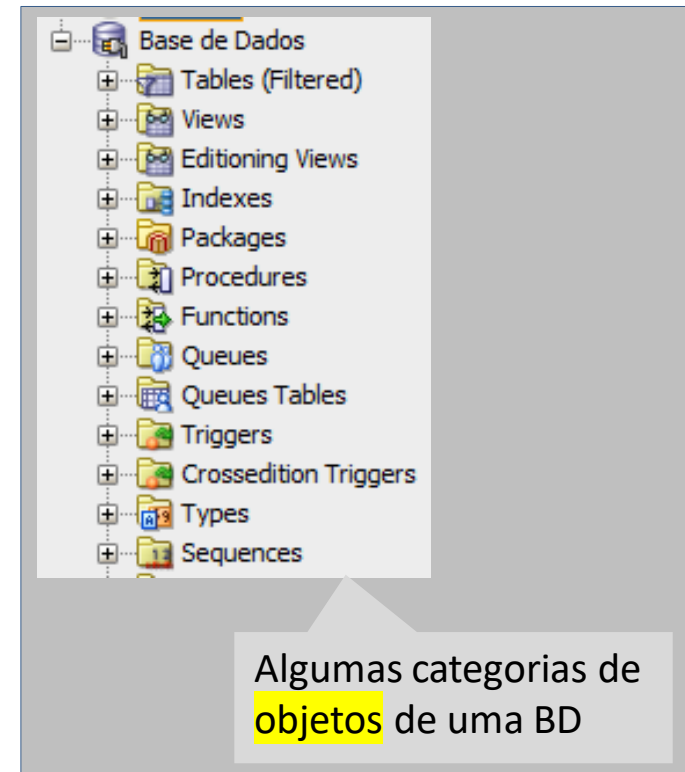 Base de Dados
Tables (Filtered)
Views
Editioning Views
Indexes
Packages
Procedures
Functions
Queues
Queues Tables
Triggers
Crossedition Triggers
Types
Sequences
Algumas categorias de
objetos de uma BD